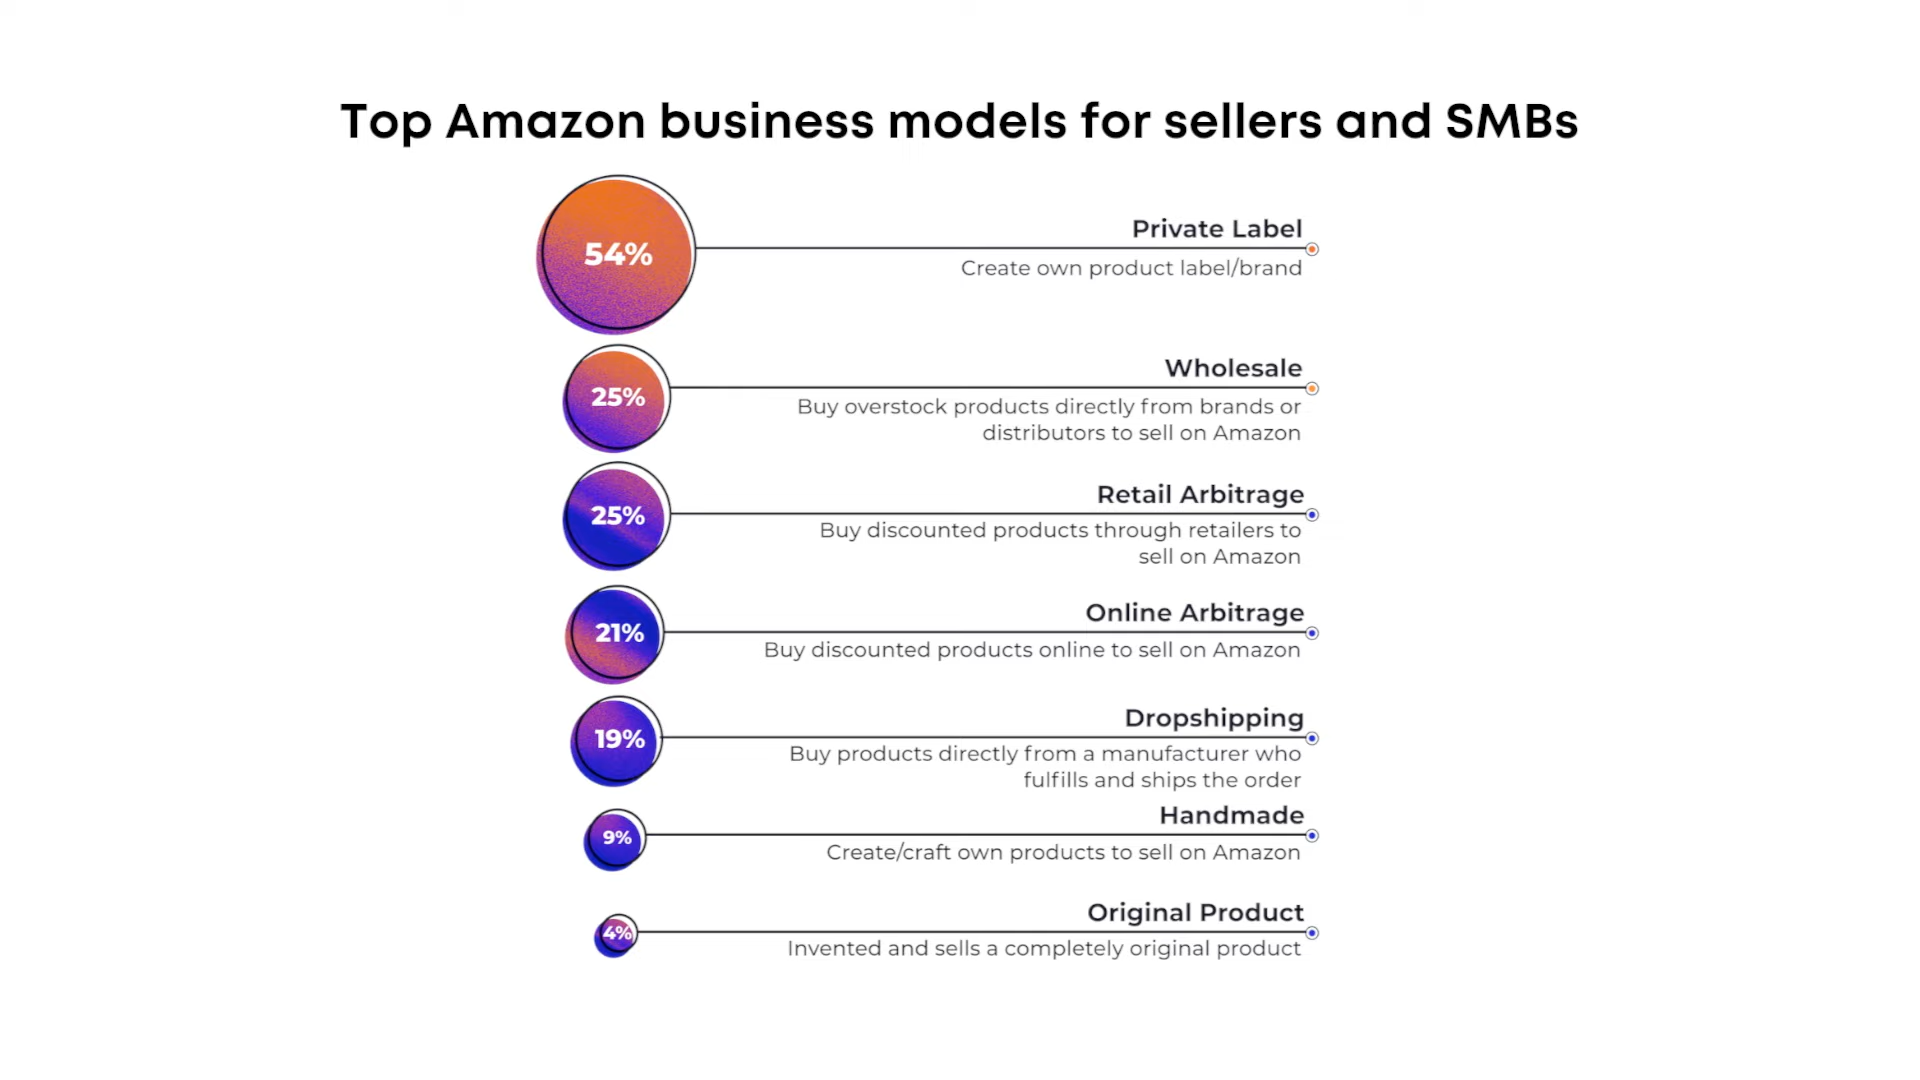 Top Amazon business models for sellers and SMBs
54%
Private Label
Create own product label/brand
25%
Wholesale
Buy overstock products directly from brands or
distributors to sell on Amazon
25%
Retail Arbitrage
Buy discounted products through retailers to
sell on Amazon
21%
Online Arbitrage
Buy discounted products online to sell on Amazon
19%
Dropshipping
Buy products directly from a manufacturer who
fulfills and ships the order
9%
Handmade
Create/craft own products to sell on Amazon
4%
Original Product
Invented and sells a completely original product